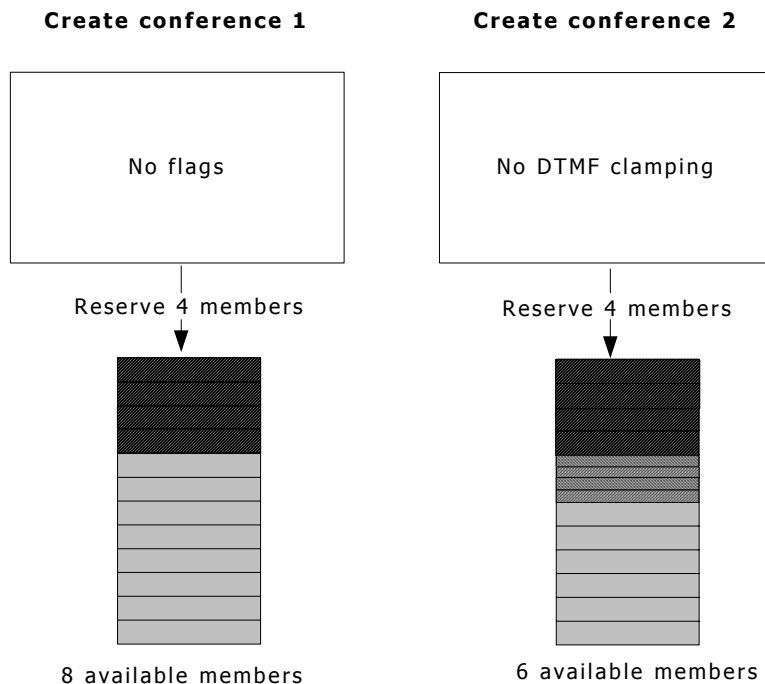 Create conference 1
Create conference 2
No flags
No DTMF clamping
Reserve 4 members
Reserve 4 members
8 available members
6 available members